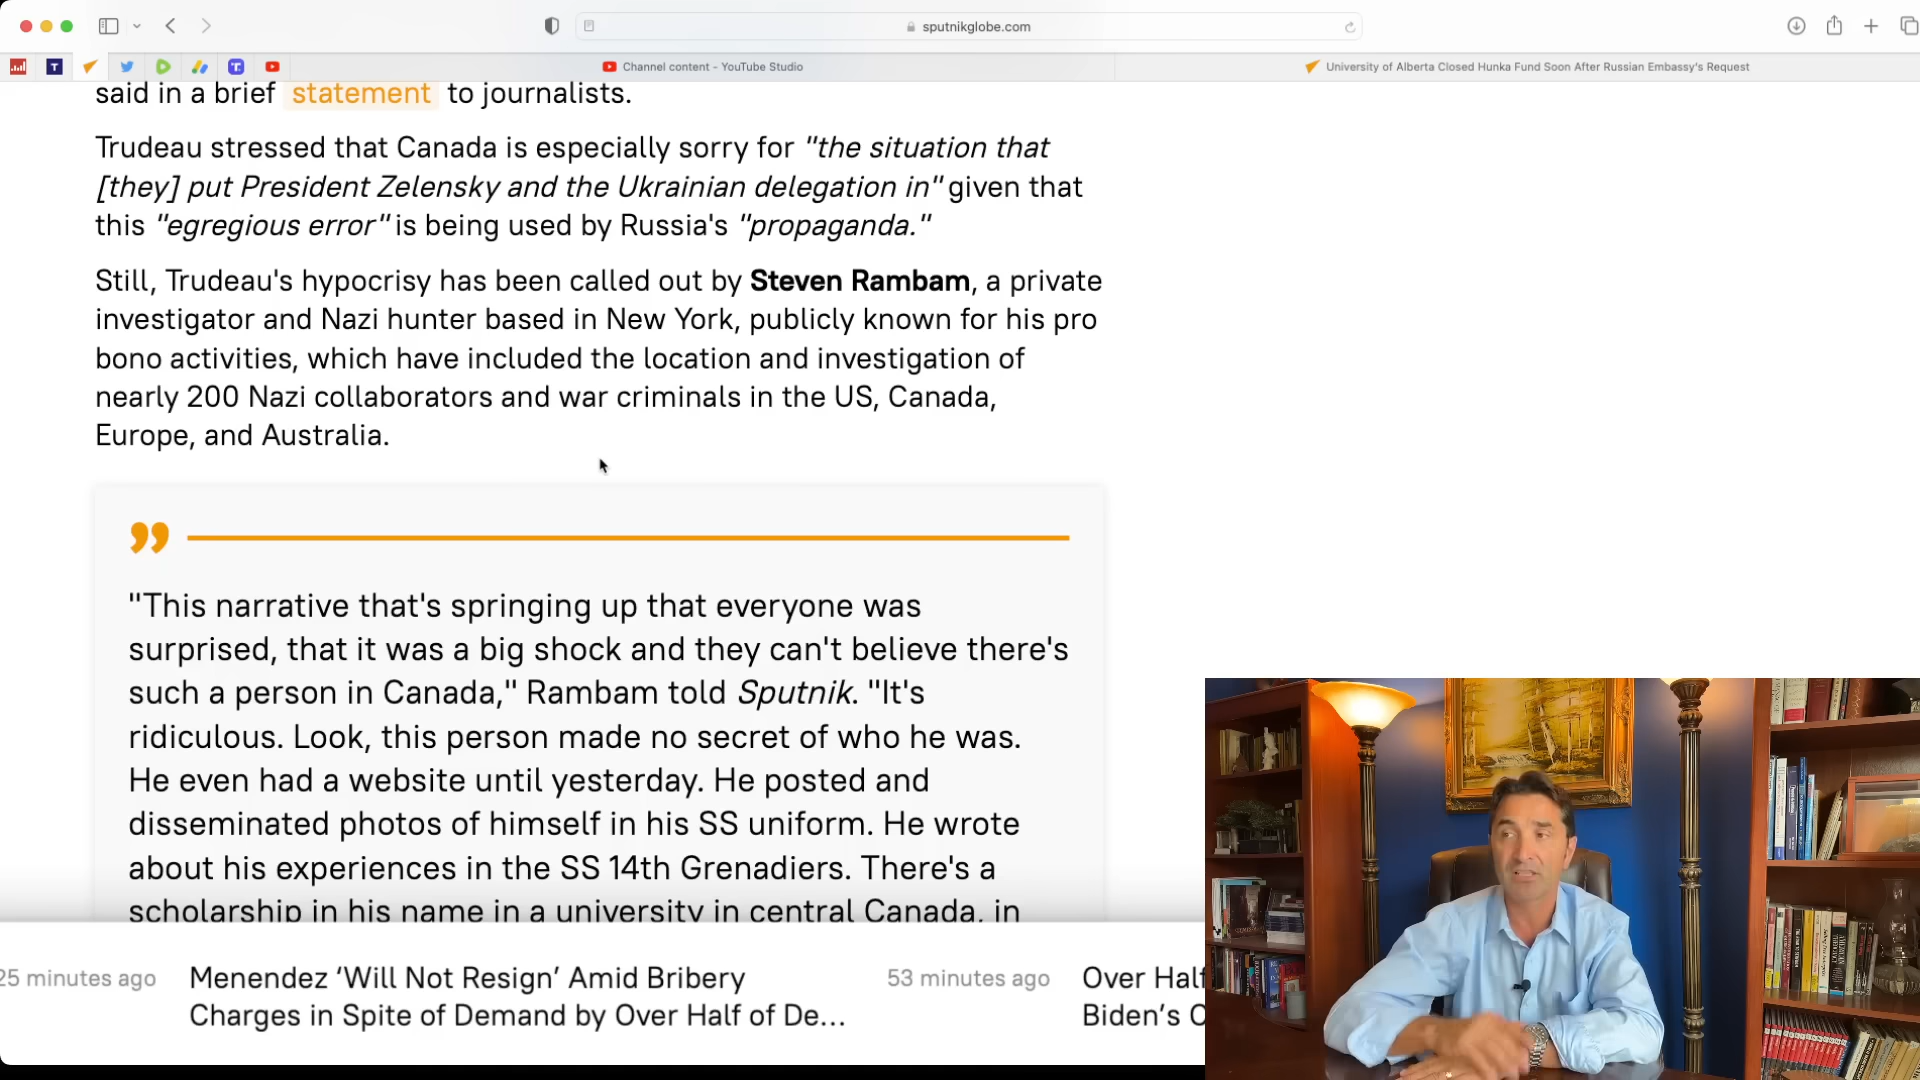 sputnikglobe.com
Channel content - YouTube Studio
University of Alberta Closed Hunka Fund Soon After Russian Embassy's Request
said in a brief statement to journalists.
Trudeau stressed that Canada is especially sorry for "the situation that
[they] put President Zelensky and the Ukrainian delegation in" given that
this "egregious error" is being used by Russia's "propaganda."
Still, Trudeau's hypocrisy has been called out by Steven Rambam, a private
investigator and Nazi hunter based in New York, publicly known for his pro
bono activities, which have included the location and investigation of
nearly 200 Nazi collaborators and war criminals in the US, Canada,
Europe, and Australia.
"This narrative that's springing up that everyone was
surprised, that it was a big shock and they can't believe there's
such a person in Canada," Rambam told Sputnik. "It's
ridiculous. Look, this person made no secret of who he was.
He even had a website until yesterday. He posted and
disseminated photos of himself in his SS uniform. He wrote
about his experiences in the SS 14th Grenadiers. There's a
scholarship in his name in a university in central Canada, in
25 minutes ago
Menendez ‘Will Not Resign’ Amid Bribery
Charges in Spite of Demand by Over Half of De...
53 minutes ago
Over Half
Biden’s